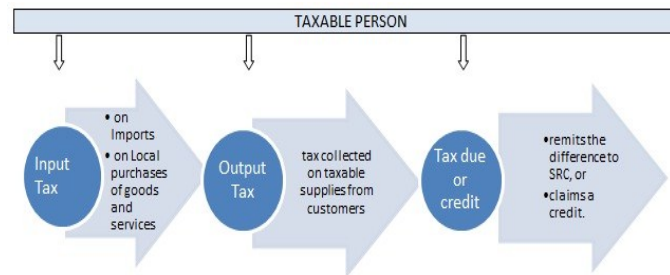 TAXABLE PERSON
Input
Tax
• on
Imports
• on Local
purchases
of goods
and
services
Output
Tax
tax collected
on taxable
supplies from
customers
Tax due
or
credit
•remits the
difference to
SRC, or
•claims a
credit.